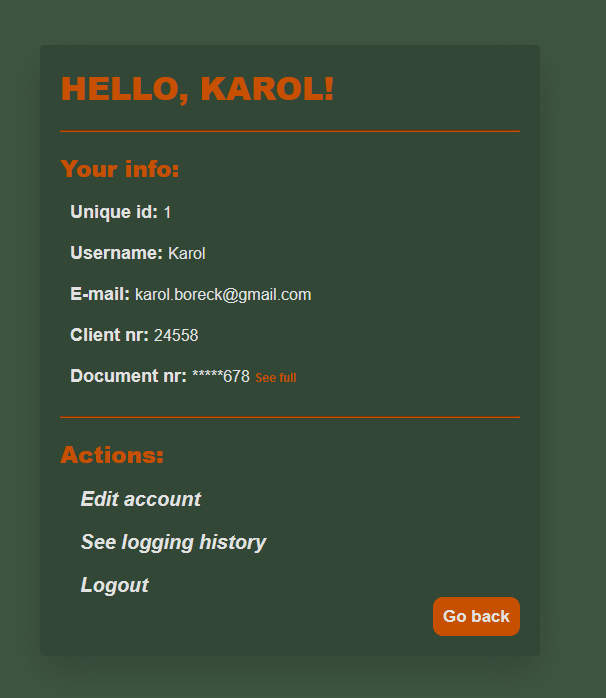 HELLO, KAROL!
Your info:
Unique id: 1
Username: Karol
E-mail: karol.boreck@gmail.com
Client nr: 24558
Document nr: *****678 See full
Actions:
Edit account
See logging history
Logout
Go back